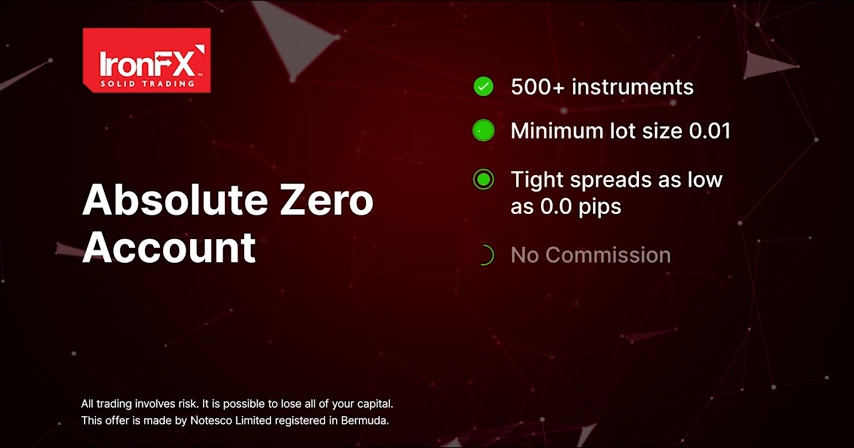 IronFX™
SOLID TRADING
Absolute Zero
Account
500+ instruments
Minimum lot size 0.01
Tight spreads as low
as 0.0 pips
No Commission
All trading involves risk. It is possible to lose all of your capital.
This offer is made by Notesco Limited registered in Bermuda.